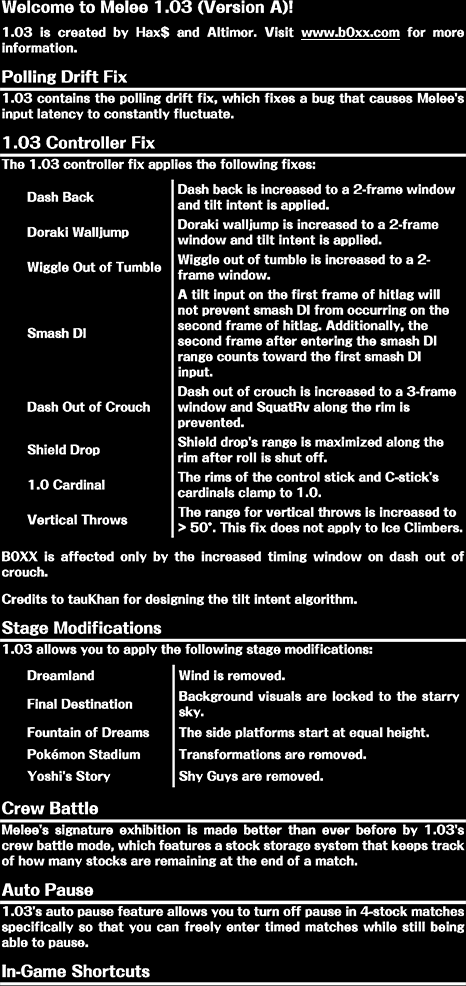 Welcome to Melee 1.03 (Version A)!
1.03 is created by Hax$ and Altimor. Visit www.b0xx.com for more
information.
Polling Drift Fix
1.03 contains the polling drift fix, which fixes a bug that causes Melee's
input latency to constantly fluctuate.
1.03 Controller Fix
The 1.03 controller fix applies the following fixes:
Dash Back
Dash back is increased to a 2-frame window
and tilt intent is applied.
Doraki Walljump
Doraki walljump is increased to a 2-frame
window and tilt intent is applied.
Wiggle Out of Tumble
Wiggle out of tumble is increased to a 2-
frame window.
Smash DI
A tilt input on the first frame of hitlag will
not prevent smash DI from occurring on the
second frame of hitlag. Additionally, the
second frame after entering the smash DI
range counts toward the first smash DI
input.
Dash Out of Crouch
Dash out of crouch is increased to a 3-frame
window and SquatRv along the rim is
prevented.
Shield Drop
Shield drop's range is maximized along the
rim after roll is shut off.
1.0 Cardinal
The rims of the control stick and C-stick's
cardinals clamp to 1.0.
Vertical Throws
The range for vertical throws is increased to
> 50°. This fix does not apply to Ice Climbers.
B0XX is affected only by the increased timing window on dash out of
crouch.
Credits to tauKhan for designing the tilt intent algorithm.
Stage Modifications
1.03 allows you to apply the following stage modifications:
Dreamland
Wind is removed.
Final Destination
Background visuals are locked to the starry
sky.
Fountain of Dreams
The side platforms start at equal height.
Pokémon Stadium
Transformations are removed.
Yoshi's Story
Shy Guys are removed.
Crew Battle
Melee's signature exhibition is made better than ever before by 1.03's
crew battle mode, which features a stock storage system that keeps track
of how many stocks are remaining at the end of a match.
Auto Pause
1.03's auto pause feature allows you to turn off pause in 4-stock matches
specifically so that you can freely enter timed matches while still being
able to pause.
In-Game Shortcuts